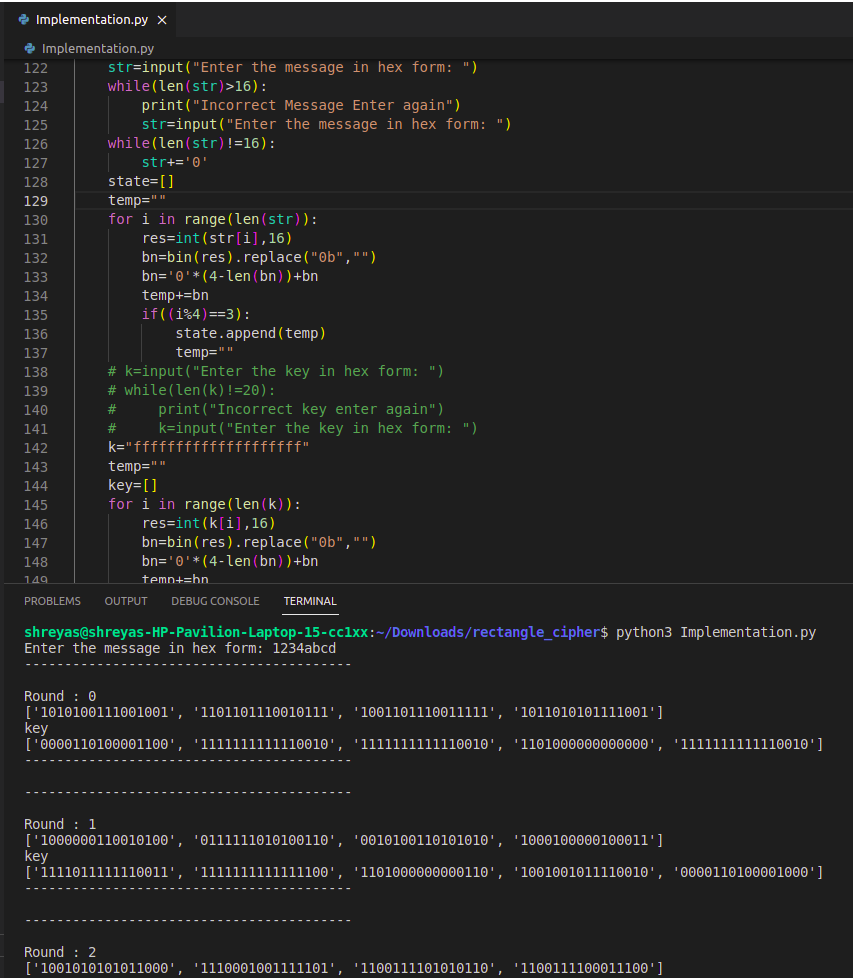 Implementation.py ×
Implementation.py
122 str=input("Enter the message in hex form: ")
123 while(len(str)>16):
124 print("Incorrect Message Enter again")
125 str=input("Enter the message in hex form: ")
126 while(len(str)!=16):
127 str+='0'
128 state=[]
129 temp=""
130 for i in range(len(str)):
131 res=int(str[i],16)
132 bn=bin(res).replace("0b","")
133 bn='0'*(4-len(bn))+bn
134 temp+=bn
135 if((i%4)==3):
136 state.append(temp)
137 temp=""
138 # k=input("Enter the key in hex form: ")
139 # while(len(k)!=20):
140 # print("Incorrect key enter again")
141 # k=input("Enter the key in hex form: ")
142 k="ffffffffffffffffffff"
143 temp=""
144 key=[]
145 for i in range(len(k)):
146 res=int(k[i],16)
147 bn=bin(res).replace("0b","")
148 bn='0'*(4-len(bn))+bn
149 temp+=bn
PROBLEMS OUTPUT DEBUG CONSOLE TERMINAL
shreyas@shreyas-HP-Pavilion-Laptop-15-cc1xx:~/Downloads/rectangle_cipher$ python3 Implementation.py
Enter the message in hex form: 1234abcd
---------------------------------------
Round : 0
['1010100111001001', '1101101110010111', '1001101110011111', '1011010101111001']
key
['0000110100001100', '1111111111110010', '1111111111110010', '1101000000000000', '1111111111110010']
---------------------------------------
---------------------------------------
Round : 1
['1000000110010100', '0111111010100110', '0010100110101010', '1000100000100011']
key
['1111011111110011', '1111111111111100', '1101000000000110', '1001001011110010', '0000110100001000']
---------------------------------------
---------------------------------------
Round : 2
['1001010101011000', '1110001001111101', '1100111101010110', '1100111100011100']